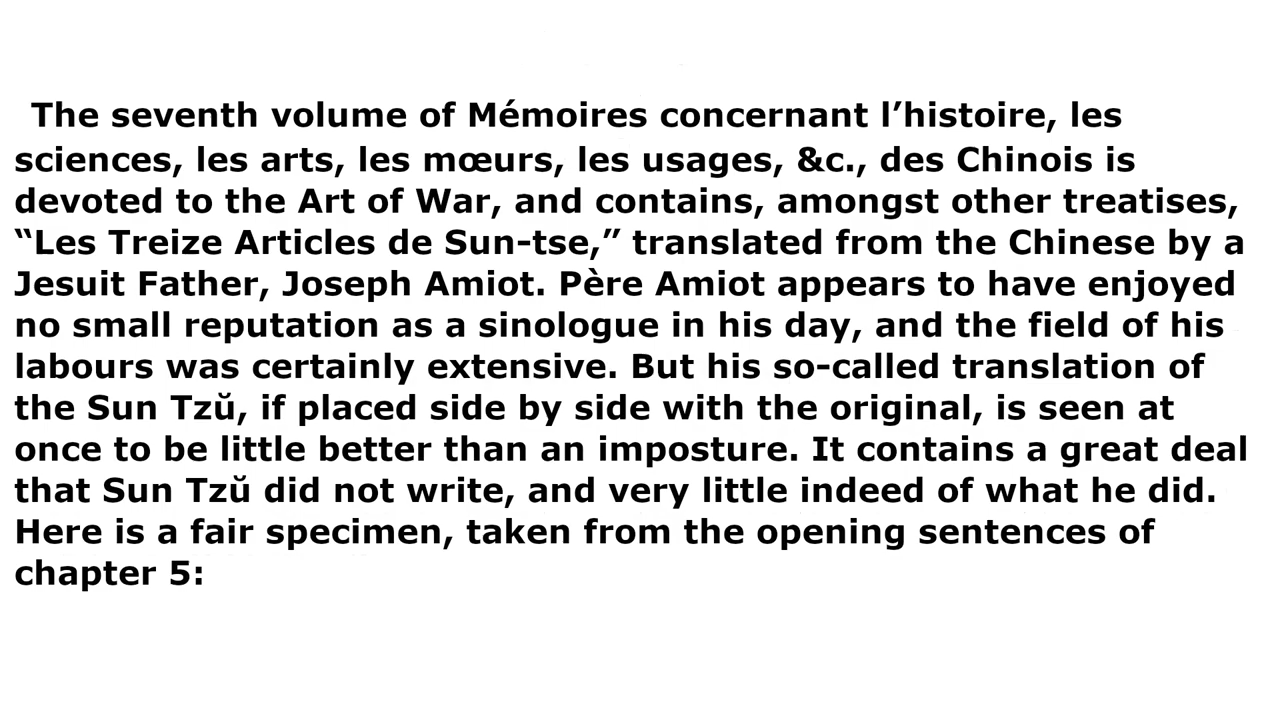 The seventh volume of Mémoires concernant l’histoire, les
sciences, les arts, les mœurs, les usages, &c., des Chinois is
devoted to the Art of War, and contains, amongst other treatises,
“Les Treize Articles de Sun-tse,” translated from the Chinese by a
Jesuit Father, Joseph Amiot. Père Amiot appears to have enjoyed
no small reputation as a sinologue in his day, and the field of his
labours was certainly extensive. But his so-called translation of
the Sun Tzŭ, if placed side by side with the original, is seen at
once to be little better than an imposture. It contains a great deal
that Sun Tzŭ did not write, and very little indeed of what he did.
Here is a fair specimen, taken from the opening sentences of
chapter 5: